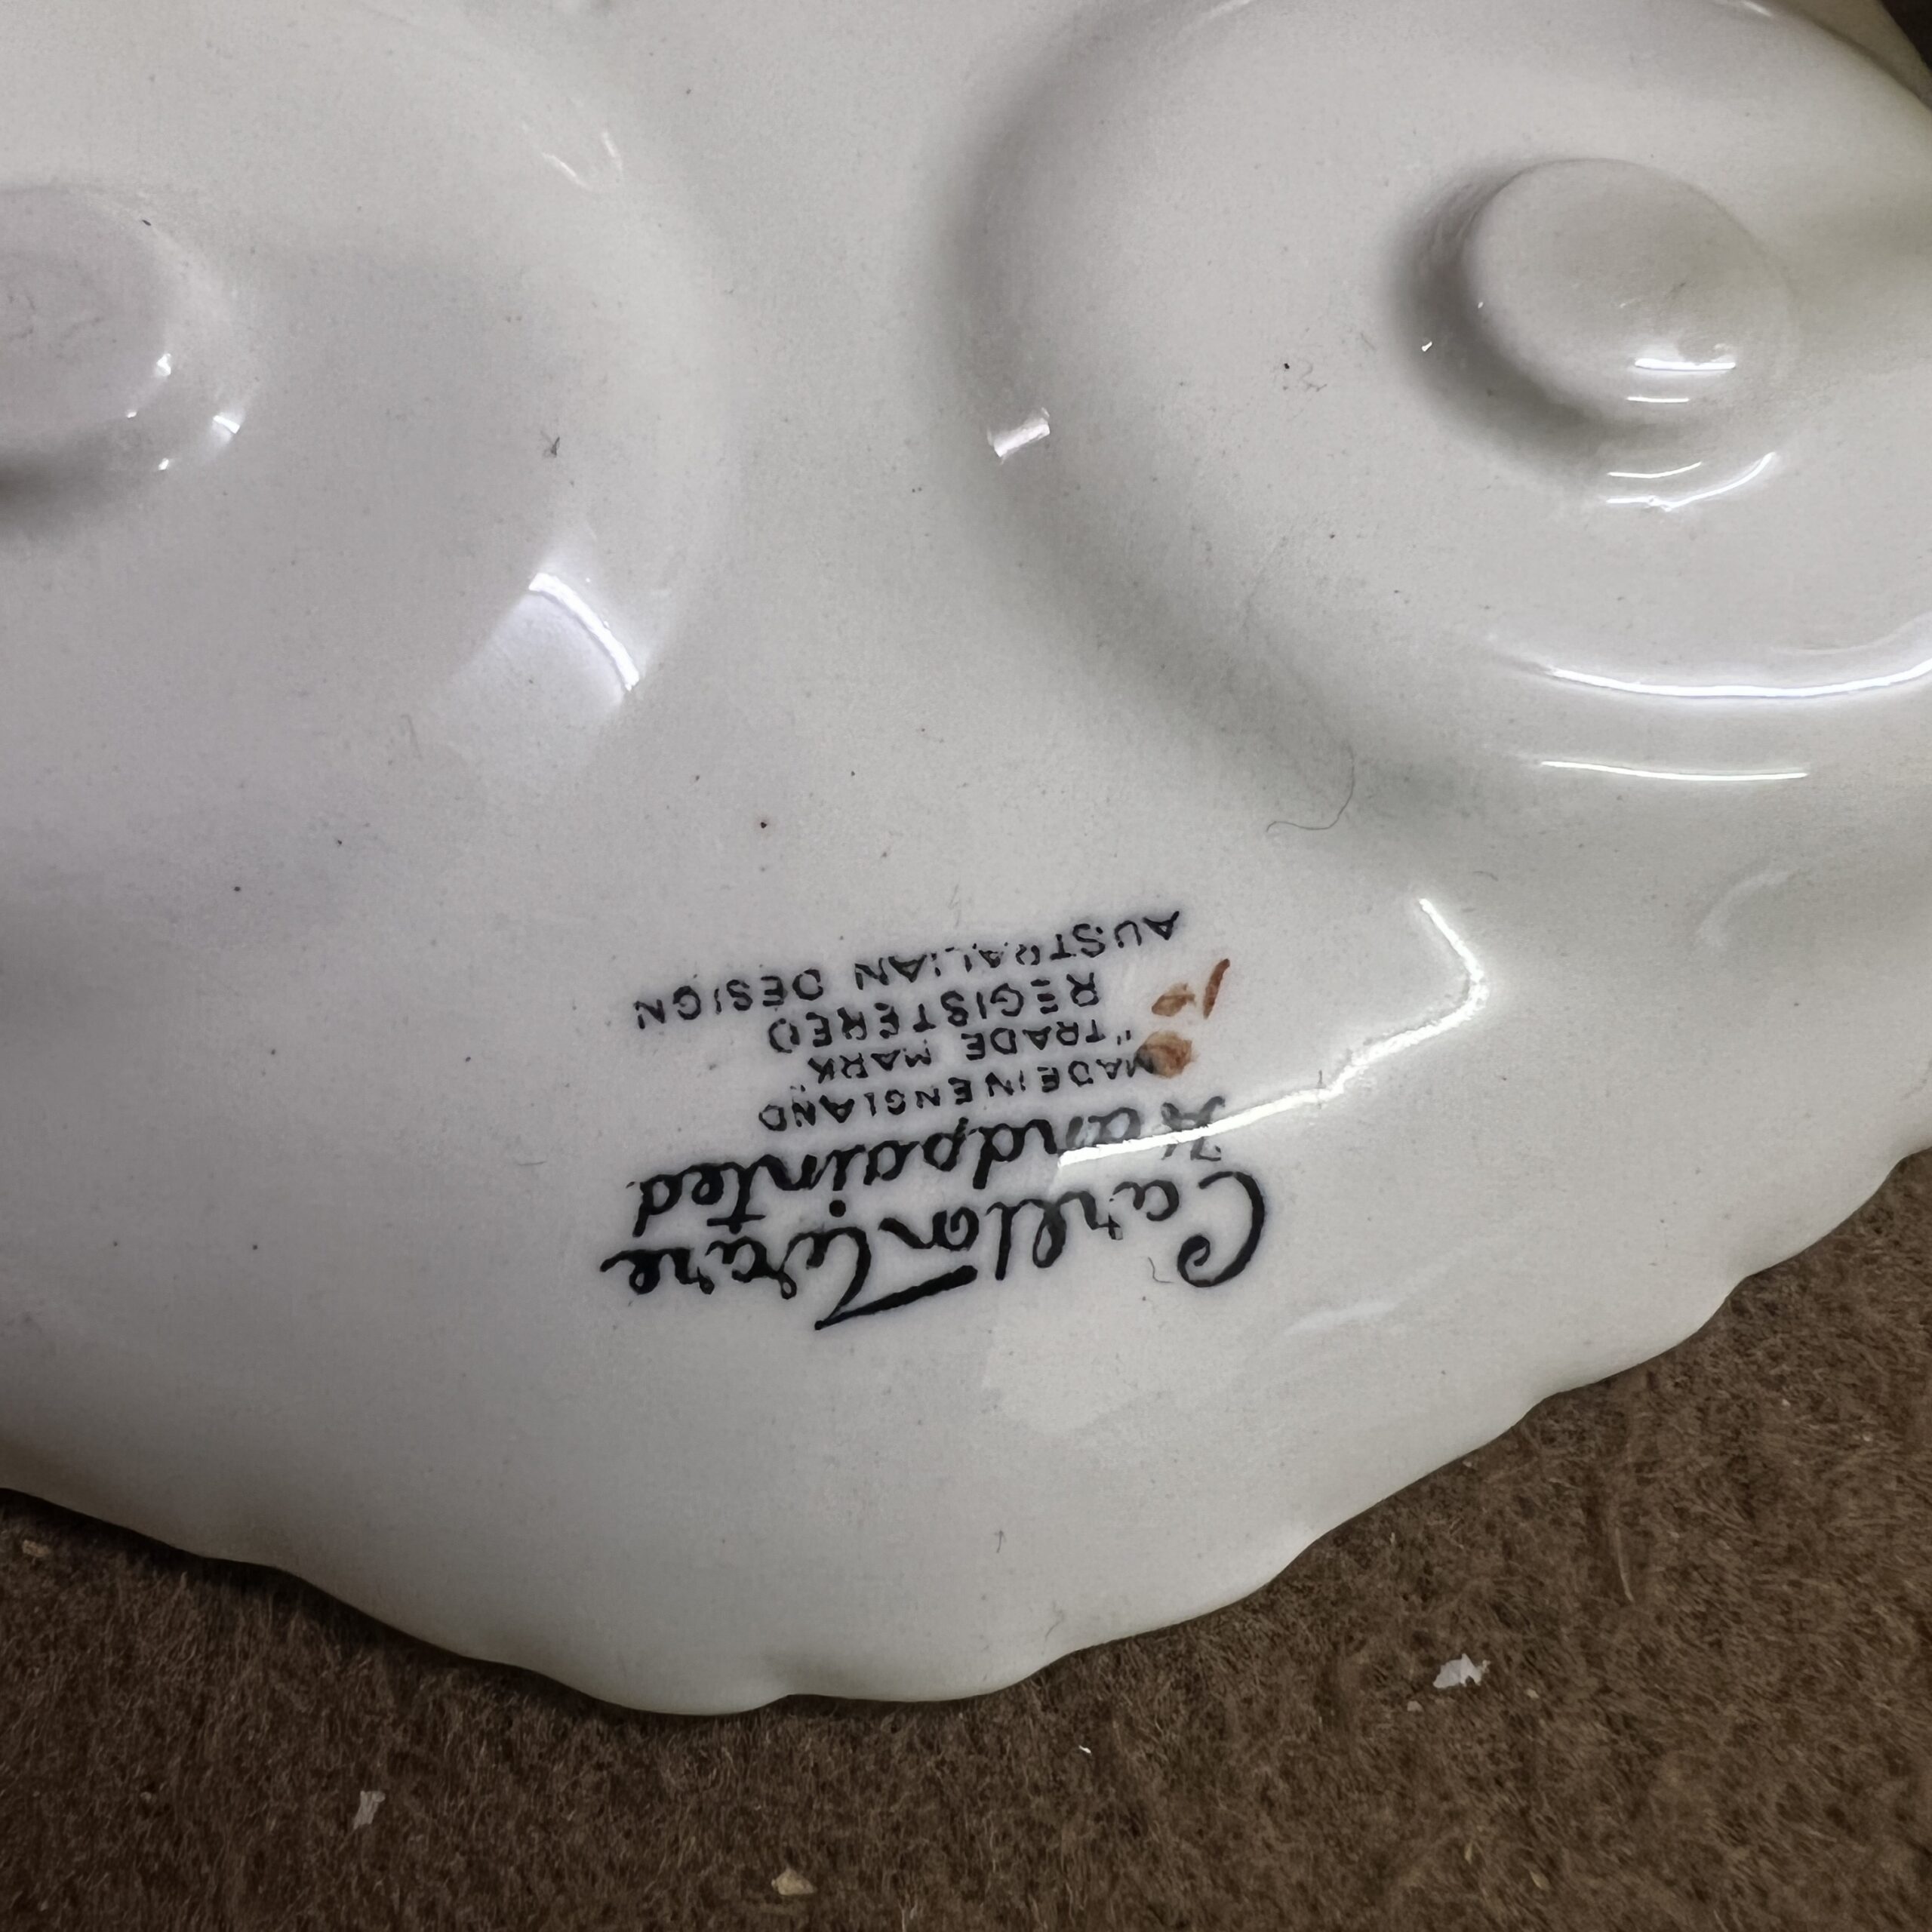 Carlton Ware
Handpainted
MADE IN ENGLAND
"TRADE MARK"
REGISTERED
AUSTRALIAN DESIGN